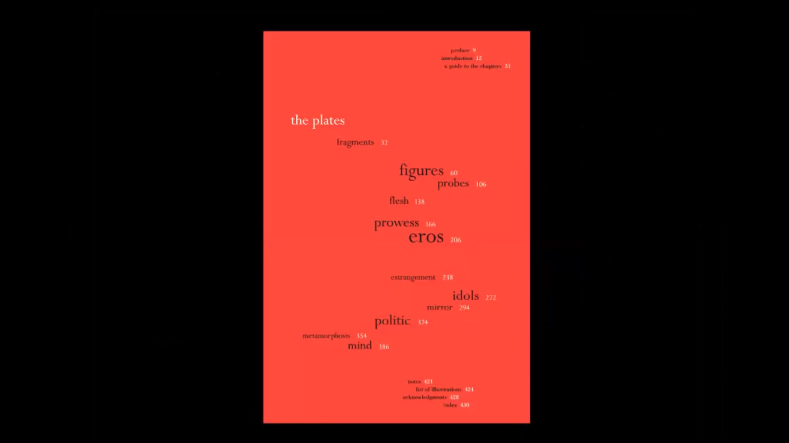 preface 9
introduction 12
a guide to the chapters 25
the plates
fragments 32
figures 60
probes 106
flesh 138
prowess 166
eros 206
estrangement 238
idols 272
mirror 294
politic 324
metamorphosis 354
mind 386
notes 421
list of illustrations 424
acknowledgments 428
index 430